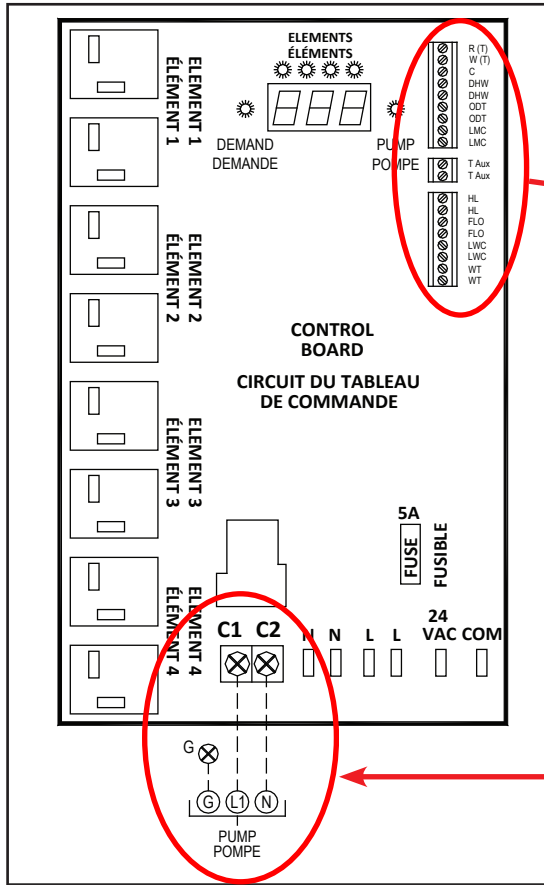 ELEMENTS
ÉLÉMENTS
DEMAND
DEMANDE
PUMP
POMPE
R (T)
W (T)
C
DHW
DHW
ODT
ODT
LMC
LMC
T Aux
T Aux
HL
HL
FLO
FLO
LWC
LWC
WT
WT
ELEMENT 1
ÉLÉMENT 1
ELEMENT 2
ÉLÉMENT 2
ELEMENT 3
ÉLÉMENT 3
ELEMENT 4
ÉLÉMENT 4
CONTROL
BOARD
CIRCUIT DU TABLEAU
DE COMMANDE
5A
FUSE
FUSIBLE
C1 C2
N N L L
24
VAC COM
G
G L1 N
PUMP
POMPE